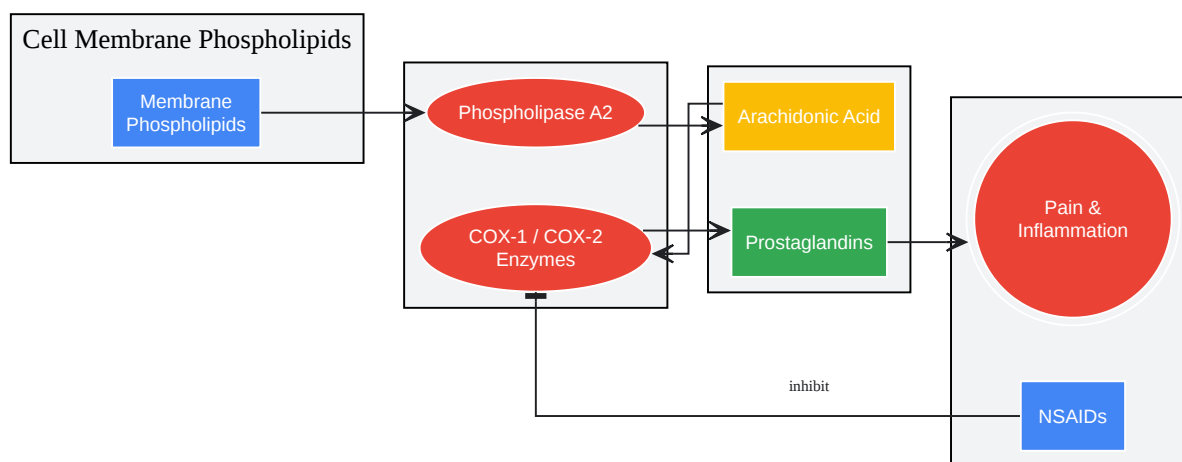 Cell Membrane Phospholipids
Membrane
Phospholipids
Phospholipase A2
Arachidonic Acid
COX-1 / COX-2
Enzymes
Prostaglandins
Pain &
Inflammation
inhibit
NSAIDs